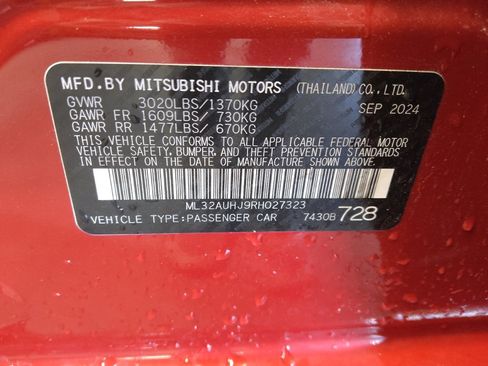 MFD.BY MITSUBISHI MOTORS (THAILAND) CO., LTD.
GVWR 3020LBS/1370KG SEP 2024
GAWR FR 1609LBS/ 730KG
GAWR RR 1477LBS/ 670KG
THIS VEHICLE CONFORMS TO ALL APPLICABLE FEDERAL MOTOR
VEHICLE SAFETY, BUMPER, AND THEFT PREVENTION STANDARDS
IN EFFECT ON THE DATE OF MANUFACTURE SHOWN ABOVE.
ML32AUHJ9RH027323
VEHICLE TYPE:PASSENGER CAR 7430B 728